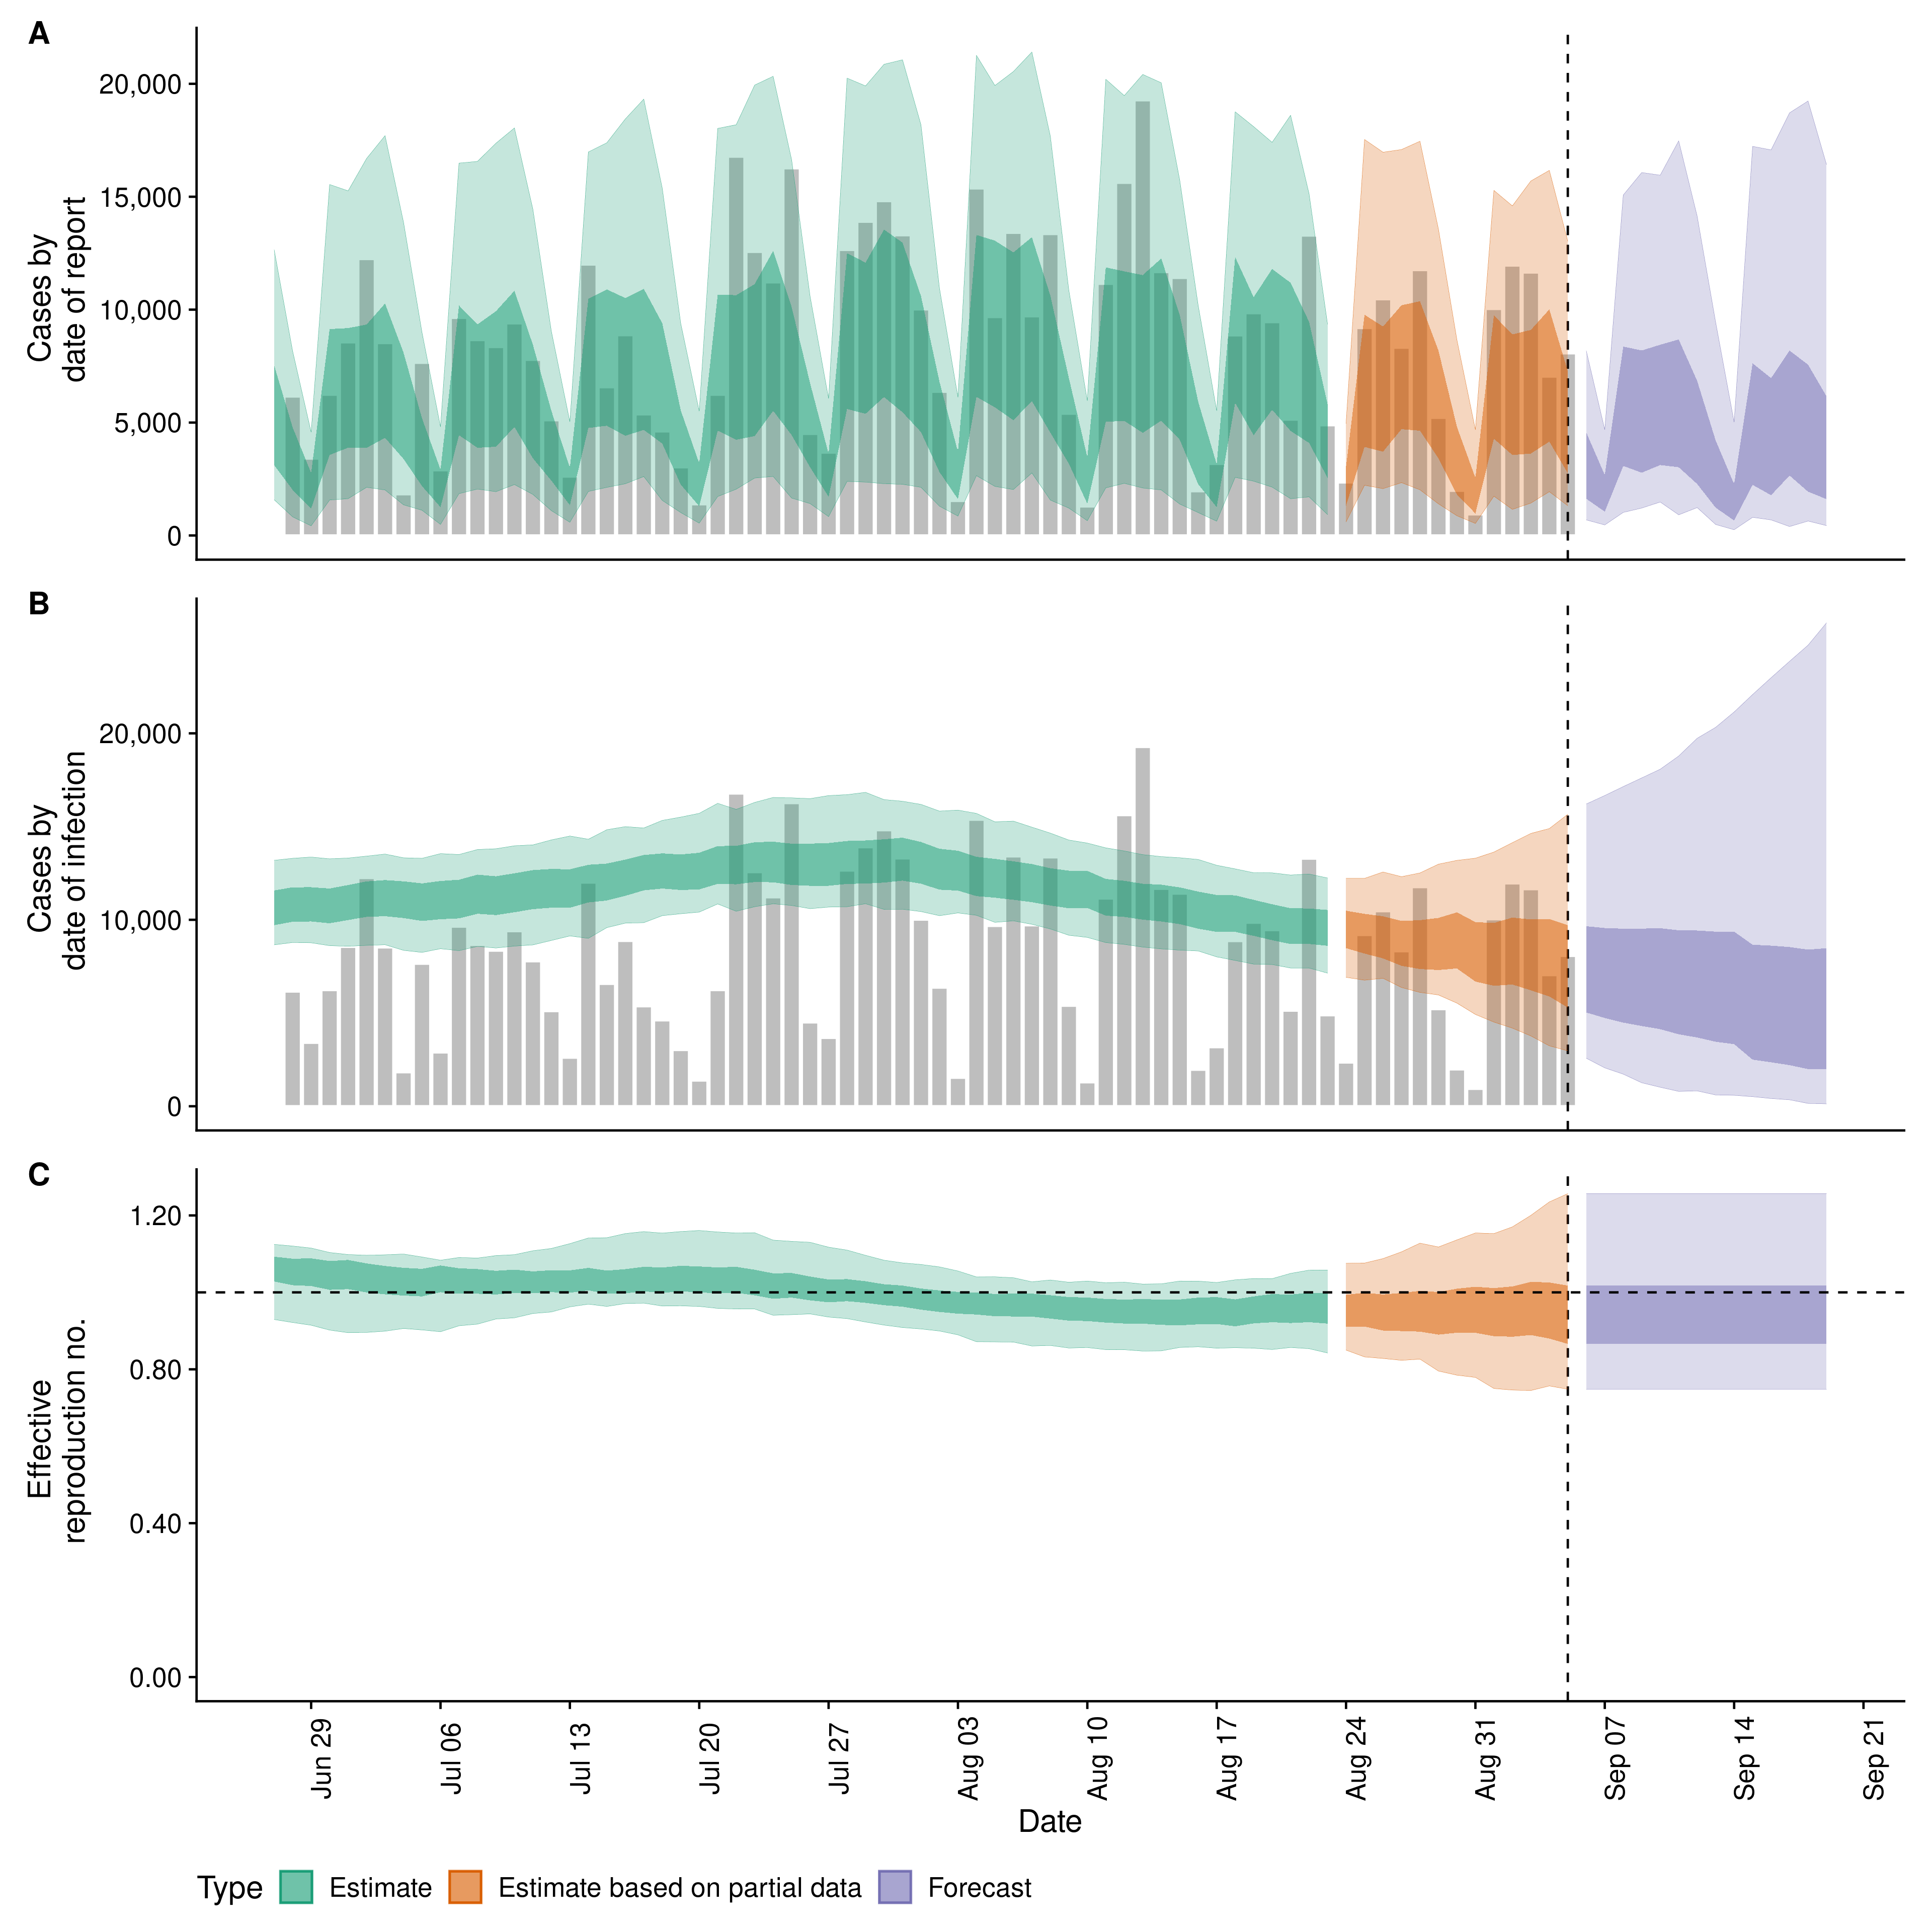 A
Cases by
date of report
20,000
15,000
10,000
5,000
0
B
Cases by
date of infection
20,000
10,000
0
C
Effective
reproduction no.
1.20
0.80
0.40
0.00
Jun 29
Jul 06
Jul 13
Jul 20
Jul 27
Aug 03
Aug 10
Aug 17
Aug 24
Aug 31
Sep 07
Sep 14
Sep 21
Date
Type Estimate Estimate based on partial data Forecast